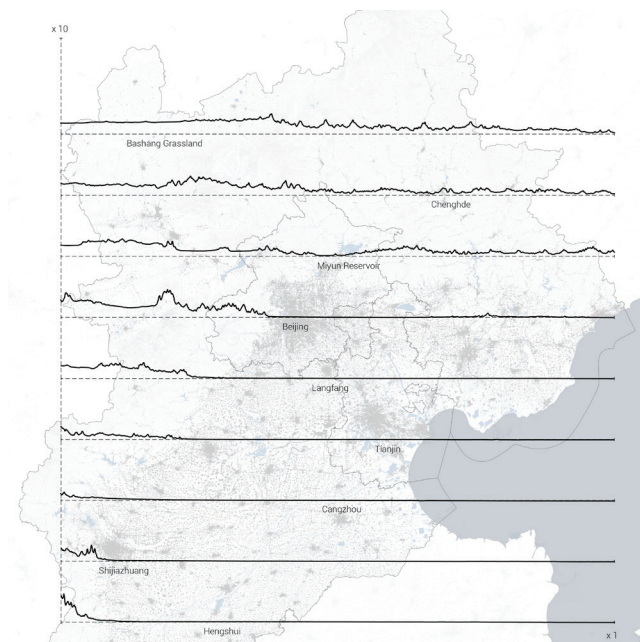 x 10
Bashang Grassland
Chenghde
Miyun Reservoir
Beijing
Langfang
Tianjin
Cangzhou
Shijiazhuang
Hengshui
x 1